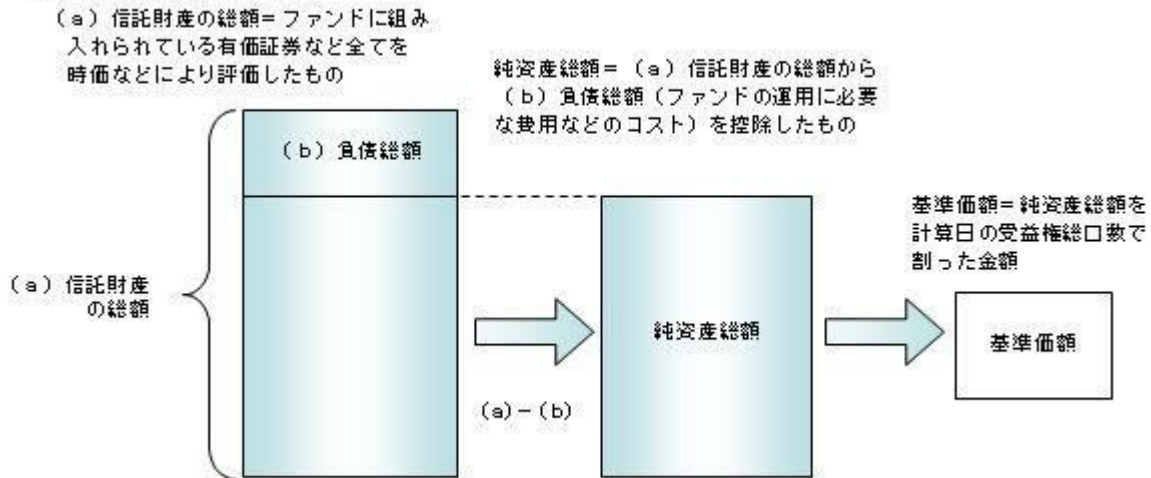 （a）信託財産の総額＝ファンドに組み
入れられている有価証券など全てを
時価などにより評価したもの
純資産総額＝（a）信託財産の総額から
（b）負債総額（ファンドの運用に必要
な費用などのコスト）を控除したもの
（b）負債総額
基準価額＝純資産総額を
計算日の受益権総口数で
割った金額
（a）信託財産
の総額
純資産総額
基準価額
（a）－（b）